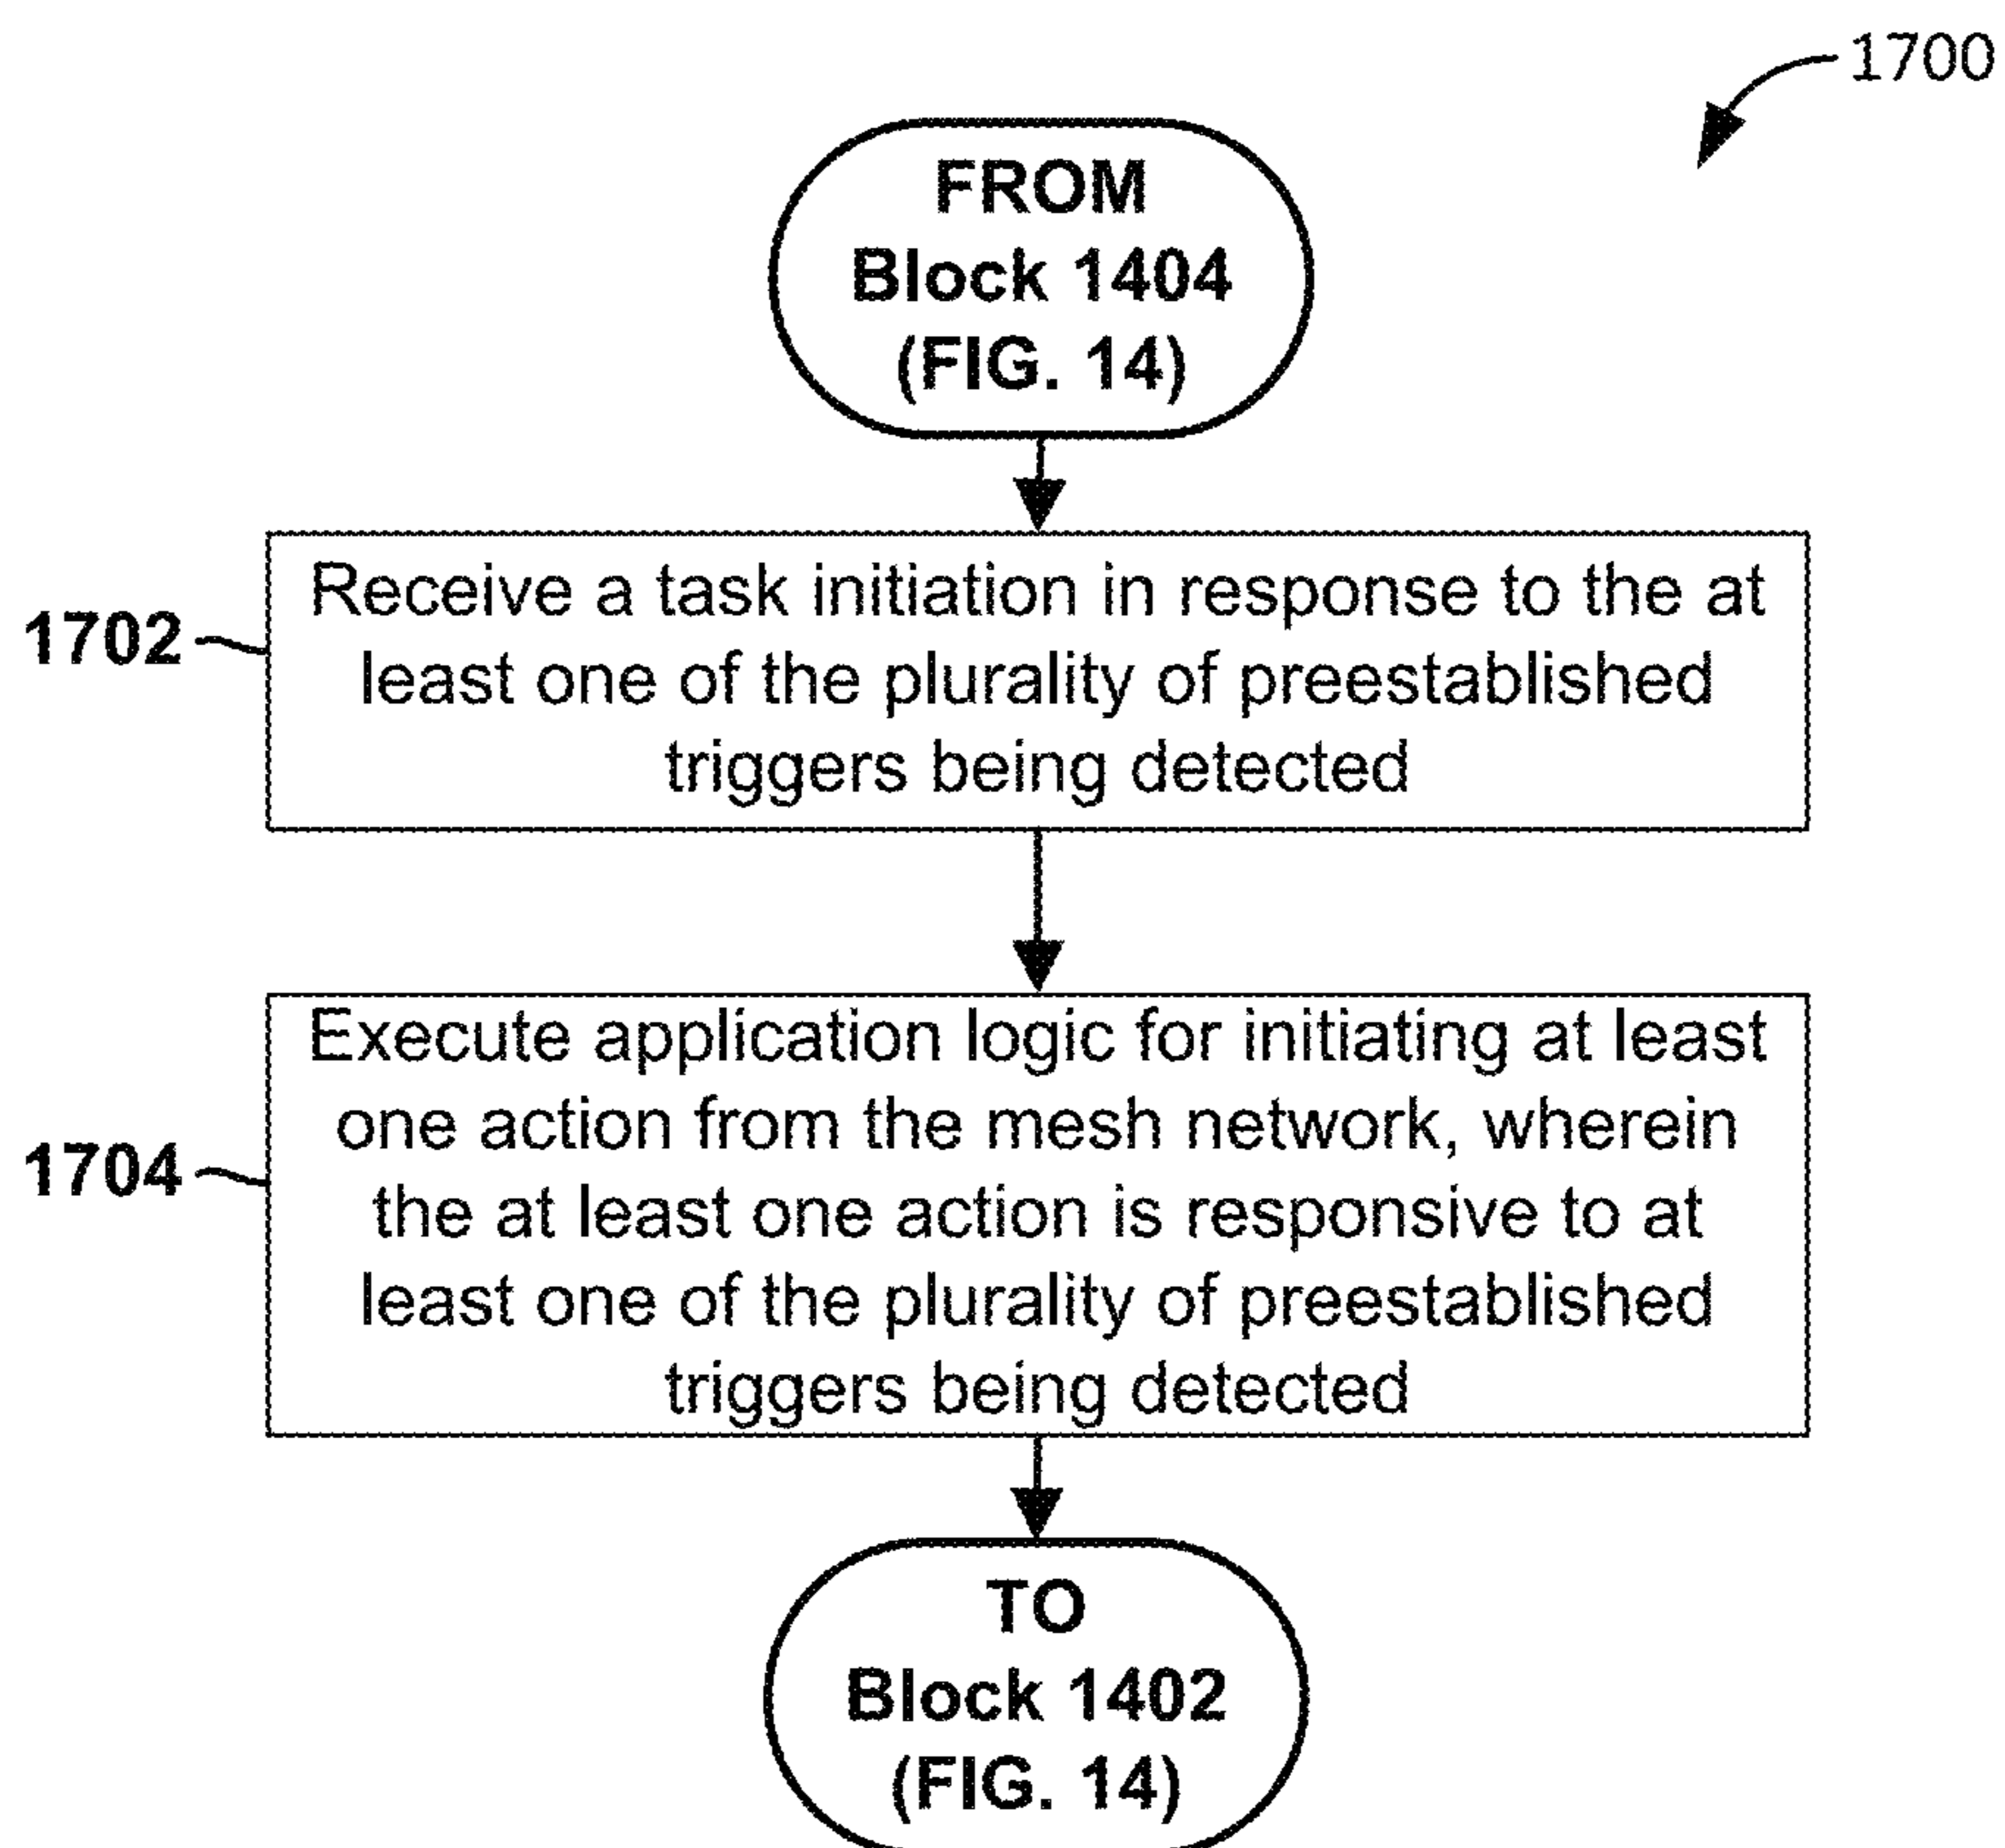 1700
FROM
Block 1404
(FIG. 14)
1702
Receive a task initiation in response to the at
least one of the plurality of preestablished
triggers being detected
1704
Execute application logic for initiating at least
one action from the mesh network, wherein
the at least one action is responsive to at
least one of the plurality of preestablished
triggers being detected
TO
Block 1402
(FIG. 14)